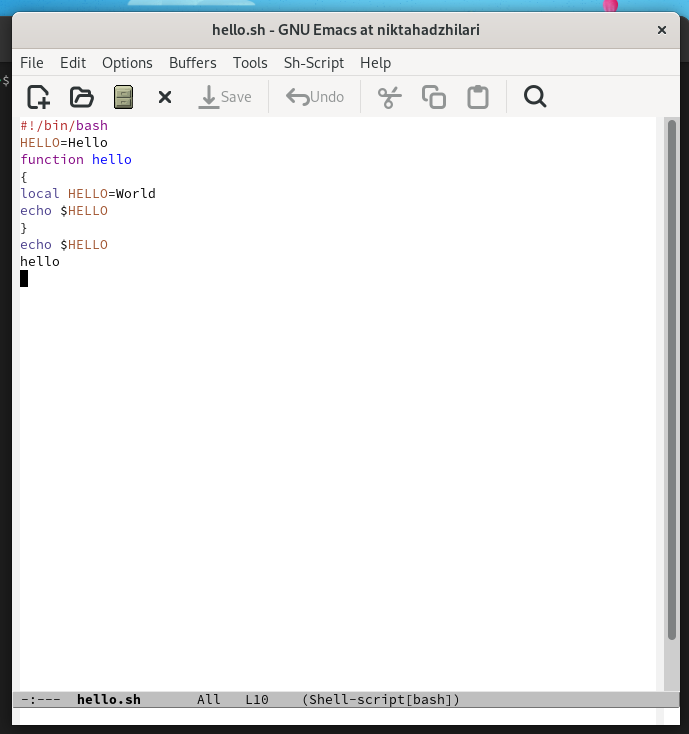 hello.sh - GNU Emacs at niktahadzhilari ×
File Edit Options Buffers Tools Sh-Script Help
Save Undo
$
#!/bin/bash
HELLO=Hello
function hello
{
local HELLO=World
echo $HELLO
}
echo $HELLO
hello
-:--- hello.sh All L10 (Shell-script[bash])